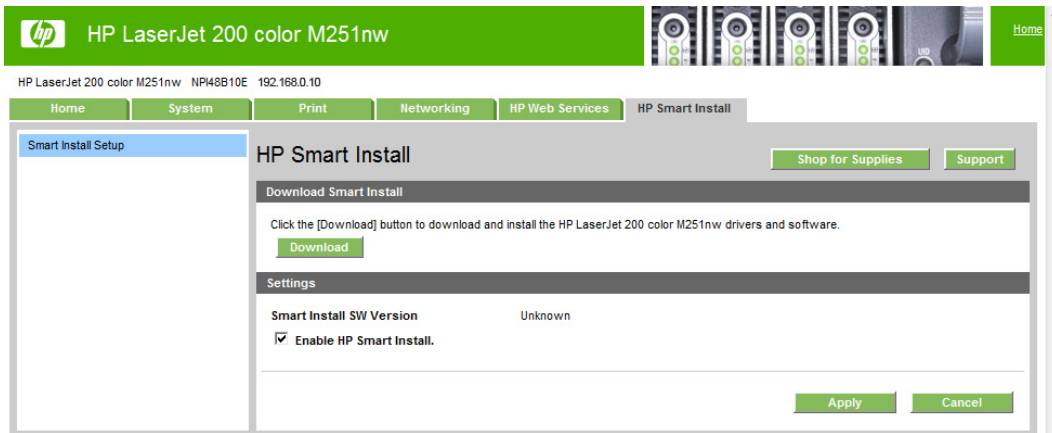 hp HP LaserJet 200 color M251nw
UID
Home
HP LaserJet 200 color M251nw NPI48B10E 192.168.0.10
Home System Print Networking HP Web Services HP Smart Install
Smart Install Setup
HP Smart Install
Shop for Supplies Support
Download Smart Install
Click the [Download] button to download and install the HP LaserJet 200 color M251nw drivers and software.
Download
Settings
Smart Install SW Version Unknown
Enable HP Smart Install.
Apply Cancel